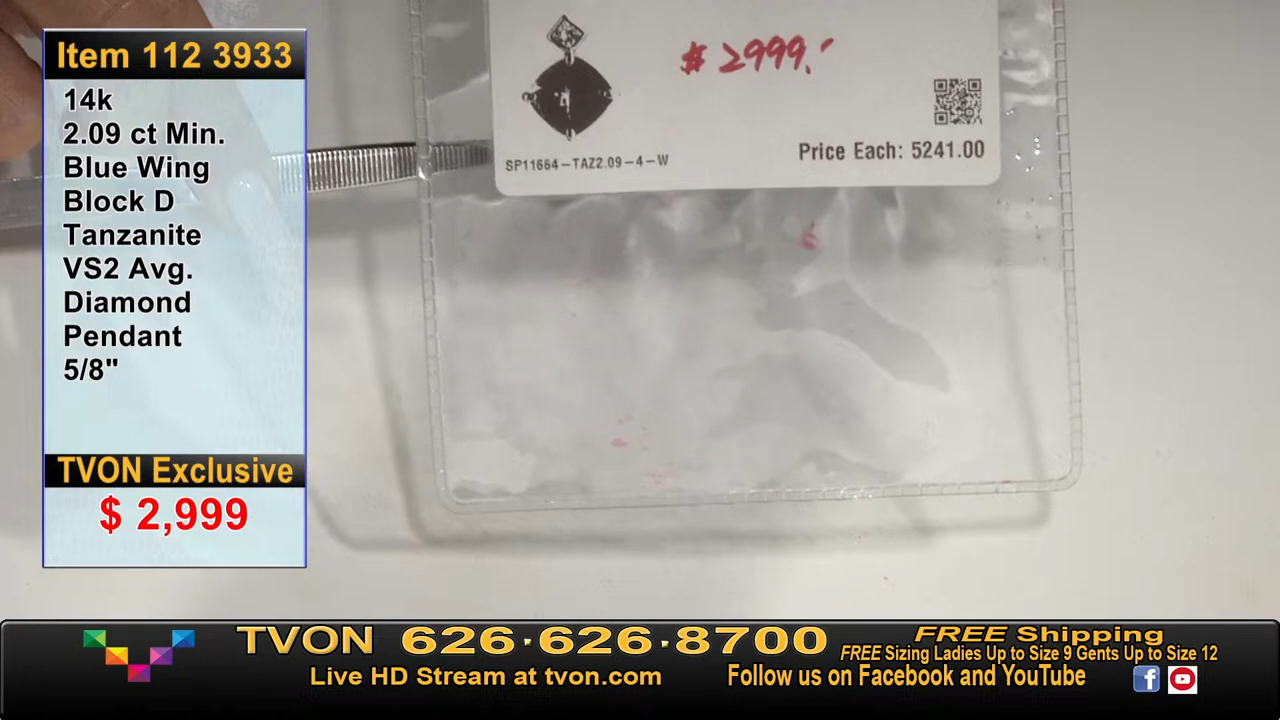 Item 112 3933
14k
2.09 ct Min.
Blue Wing
Block D
Tanzanite
VS2 Avg.
Diamond
Pendant
5/8"
TVON Exclusive
$ 2,999
$ 2999.
SP11664-TAZ2.09-4-W
Price Each: 5241.00
TVON 626·626·8700
Live HD Stream at tvon.com
FREE Shipping
FREE Sizing Ladies Up to Size 9 Gents Up to Size 12
Follow us on Facebook and YouTube